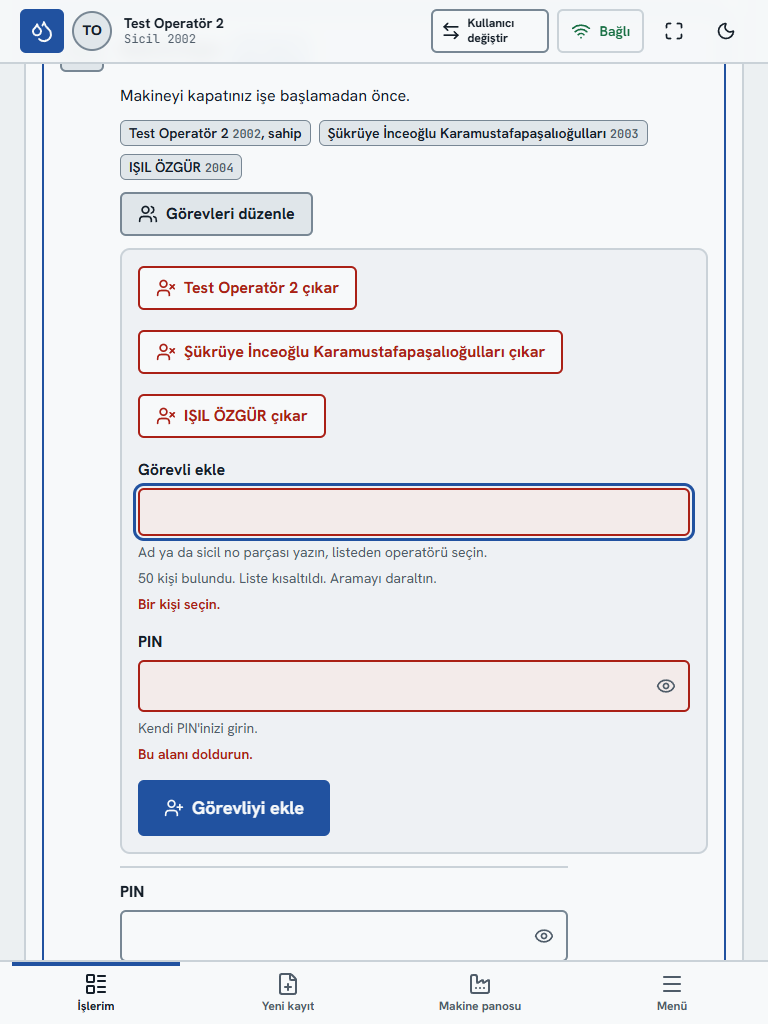 TO
Test Operatör 2
Sicil 2002
Kullanıcı
değiştir
Bağlı
Makineyi kapatınız işe başlamadan önce.
Test Operatör 2 2002, sahip
Şükrüye İnceoğlu Karamustafapaşalıoğulları 2003
IŞIL ÖZGÜR 2004
Görevleri düzenle
Test Operatör 2 çıkar
Şükrüye İnceoğlu Karamustafapaşalıoğulları çıkar
IŞIL ÖZGÜR çıkar
Görevli ekle
Ad ya da sicil no parçası yazın, listeden operatörü seçin.
50 kişi bulundu. Liste kısaltıldı. Aramayı daraltın.
Bir kişi seçin.
PIN
Kendi PIN'inizi girin.
Bu alanı doldurun.
Görevliyi ekle
PIN
İşlerim
Yeni kayıt
Makine panosu
Menü